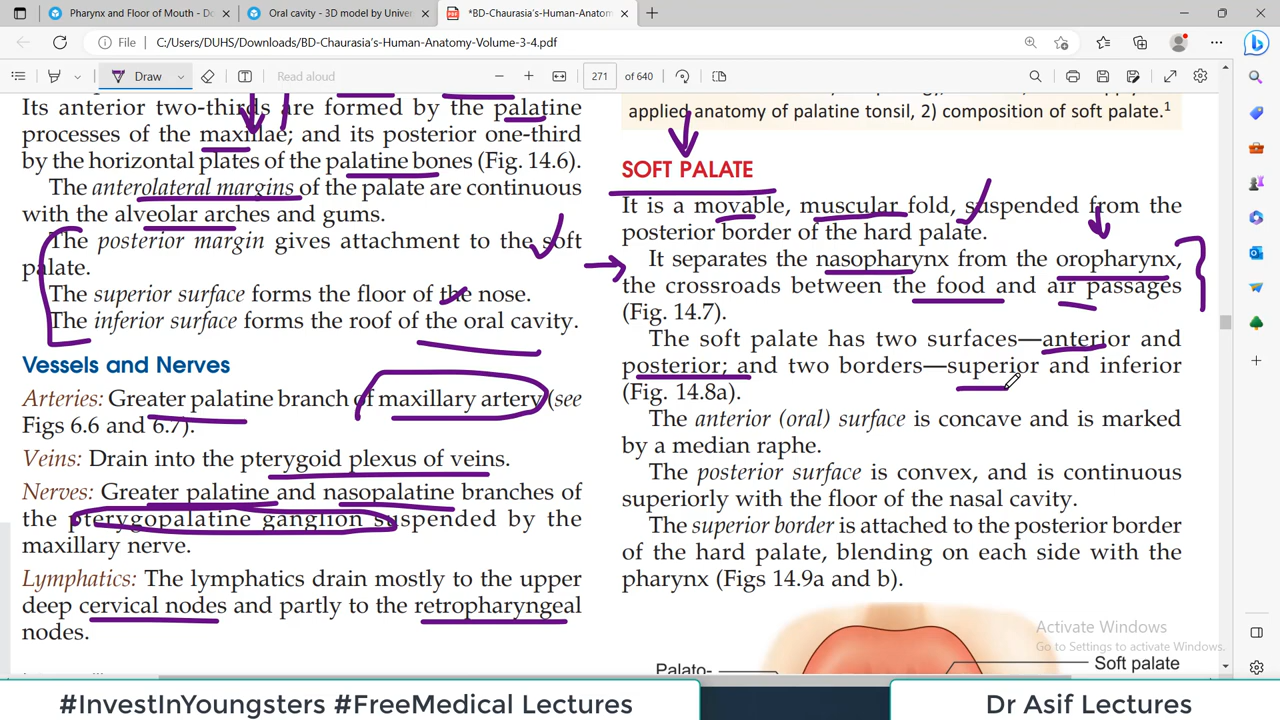 Pharynx and Floor of Mouth - Do
Oral cavity - 3D model by Univer
*BD-Chaurasia's-Human-Anatom
File
C:/Users/DUHS/Downloads/BD-Chaurasia's-Human-Anatomy-Volume-3-4.pdf
Draw
Read aloud
271
of 640
Its anterior two-thirds are formed by the palatine
processes of the maxillae; and its posterior one-third
by the horizontal plates of the palatine bones (Fig. 14.6).
The anterolateral margins of the palate are continuous
with the alveolar arches and gums.
The posterior margin gives attachment to the soft
palate.
The superior surface forms the floor of the nose.
The inferior surface forms the roof of the oral cavity.
Vessels and Nerves
Arteries: Greater palatine branch of maxillary artery (see
Figs 6.6 and 6.7).
Veins: Drain into the pterygoid plexus of veins.
Nerves: Greater palatine and nasopalatine branches of
the pterygopalatine ganglion suspended by the
maxillary nerve.
Lymphatics: The lymphatics drain mostly to the upper
deep cervical nodes and partly to the retropharyngeal
nodes.
applied anatomy of palatine tonsil, 2) composition of soft palate.¹
SOFT PALATE
It is a movable, muscular fold, suspended from the
posterior border of the hard palate.
It separates the nasopharynx from the oropharynx,
the crossroads between the food and air passages
(Fig. 14.7).
The soft palate has two surfaces—anterior and
posterior; and two borders—superior and inferior
(Fig. 14.8a).
The anterior (oral) surface is concave and is marked
by a median raphe.
The posterior surface is convex, and is continuous
superiorly with the floor of the nasal cavity.
The superior border is attached to the posterior border
of the hard palate, blending on each side with the
pharynx (Figs 14.9a and b).
Palato-
Soft palate
Activate Windows
Go to Settings to activate Windows.
#InvestInYoungsters #FreeMedical Lectures
Dr Asif Lectures